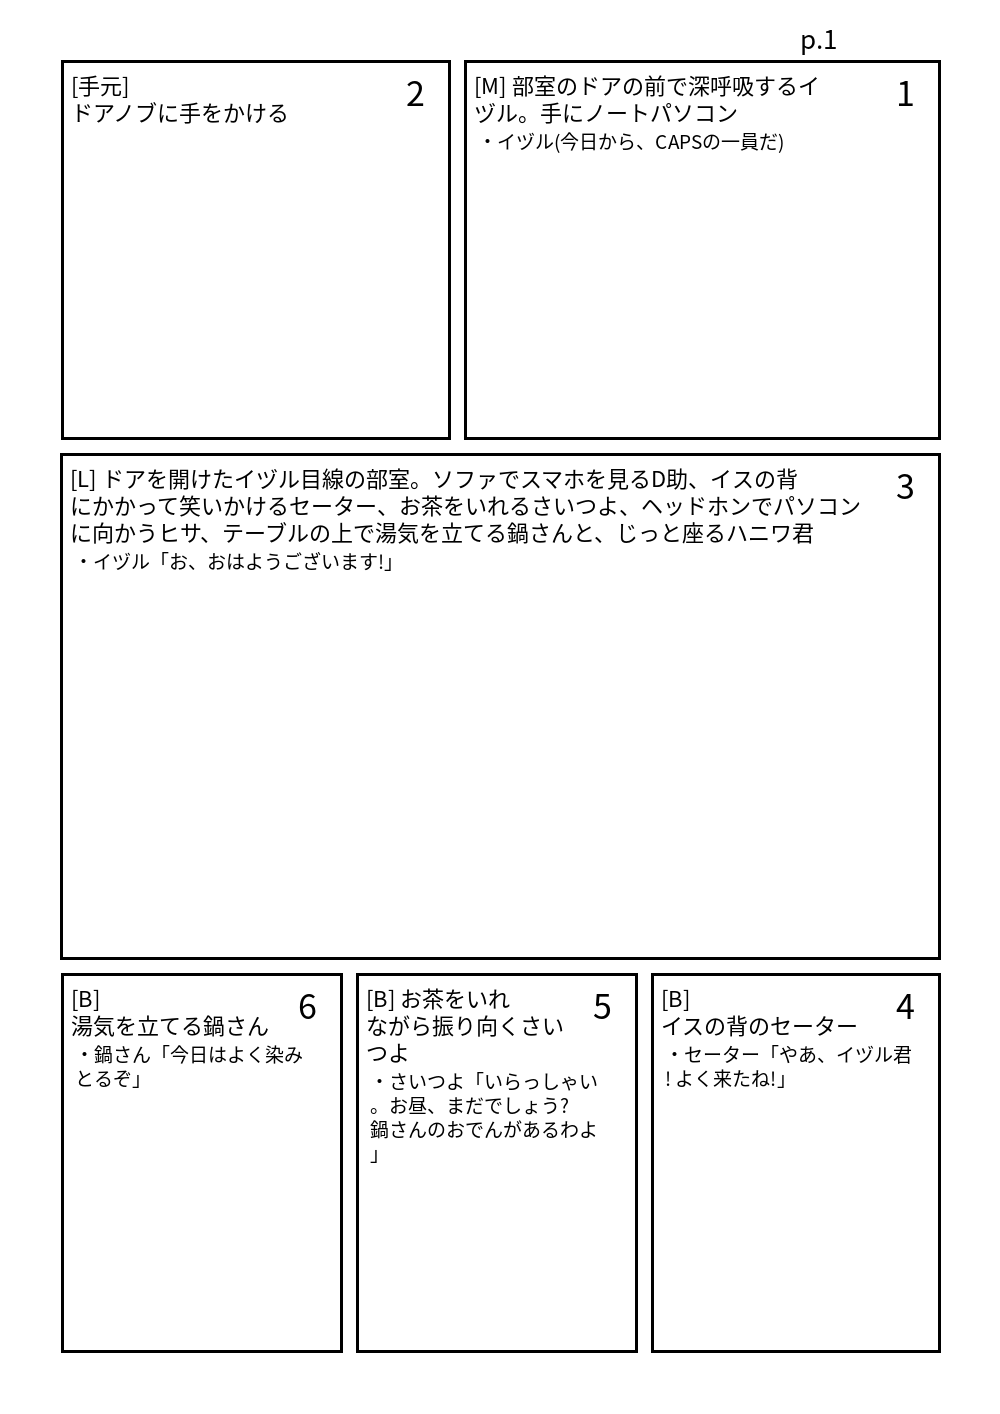 p.1
1
[M] 部室のドアの前で深呼吸するイ
ヅル。手にノートパソコン
・イヅル(今日から、CAPSの一員だ)
2
[手元]
ドアノブに手をかける
3
[L] ドアを開けたイヅル目線の部室。ソファでスマホを見るD助、イスの背
にかかって笑いかけるセーター、お茶をいれるさいつよ、ヘッドホンでパソコン
に向かうヒサ、テーブルの上で湯気を立てる鍋さんと、じっと座るハニワ君
・イヅル「お、おはようございます!」
4
[B]
イスの背のセーター
・セーター「やあ、イヅル君
!よく来たね!」
5
[B] お茶をいれ
ながら振り向くさい
つよ
・さいつよ「いらっしゃい
。お昼、まだでしょう?
鍋さんのおでんがあるわよ
」
6
[B]
湯気を立てる鍋さん
・鍋さん「今日はよく染み
とるぞ」